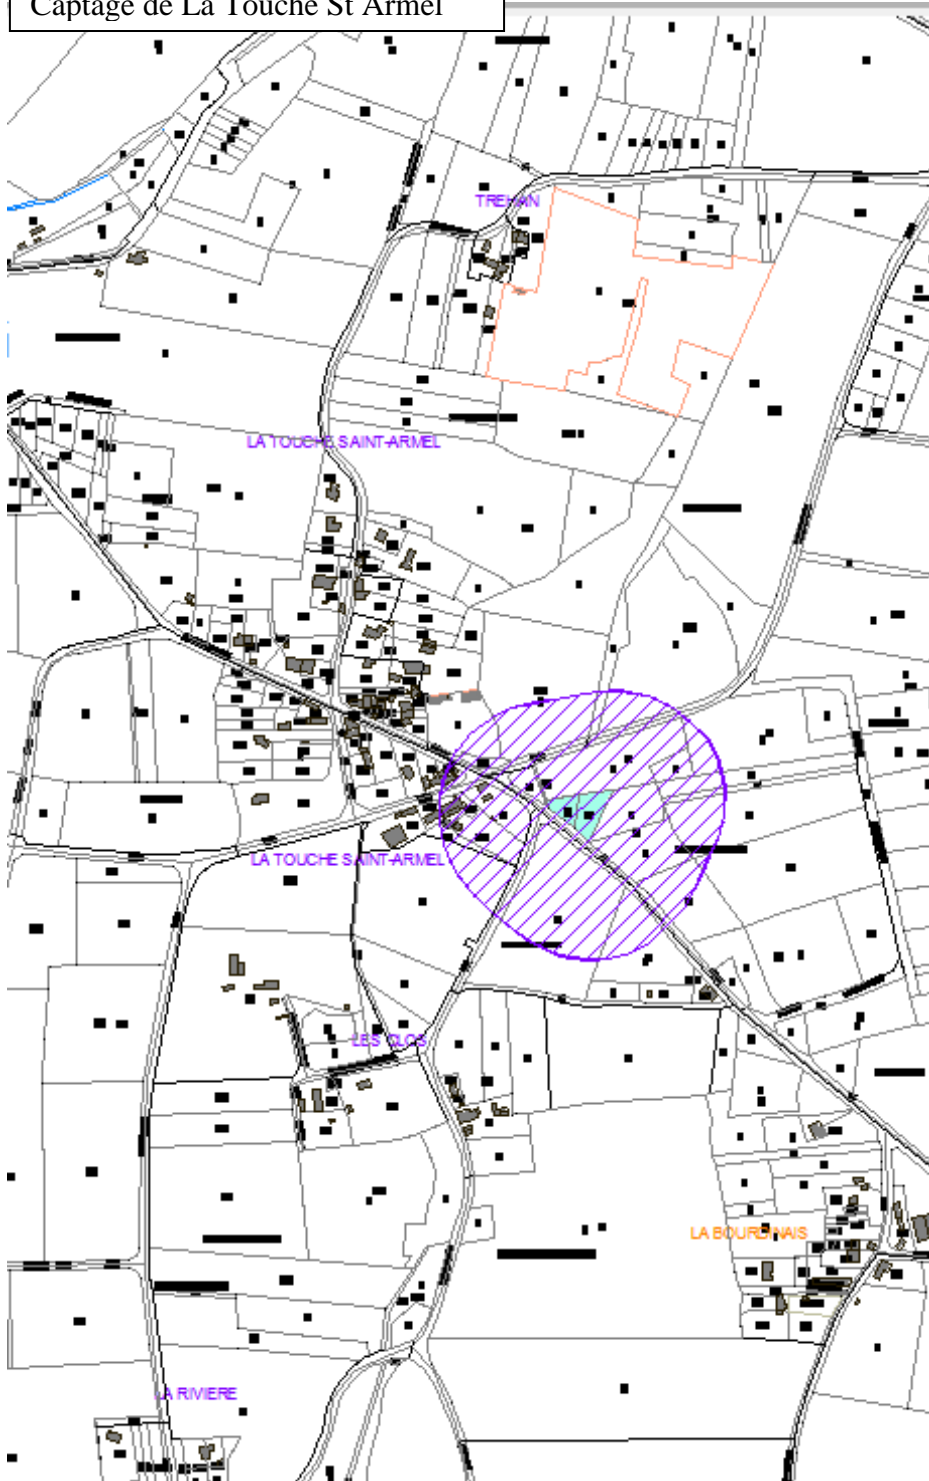 Captage de La Touche St Armel
TREHAN
LA TOUCHE SAINT-ARMEL
LA TOUCHE SAINT-ARMEL
LES CLOS
LA BOURDINAIS
LA RIVIERE